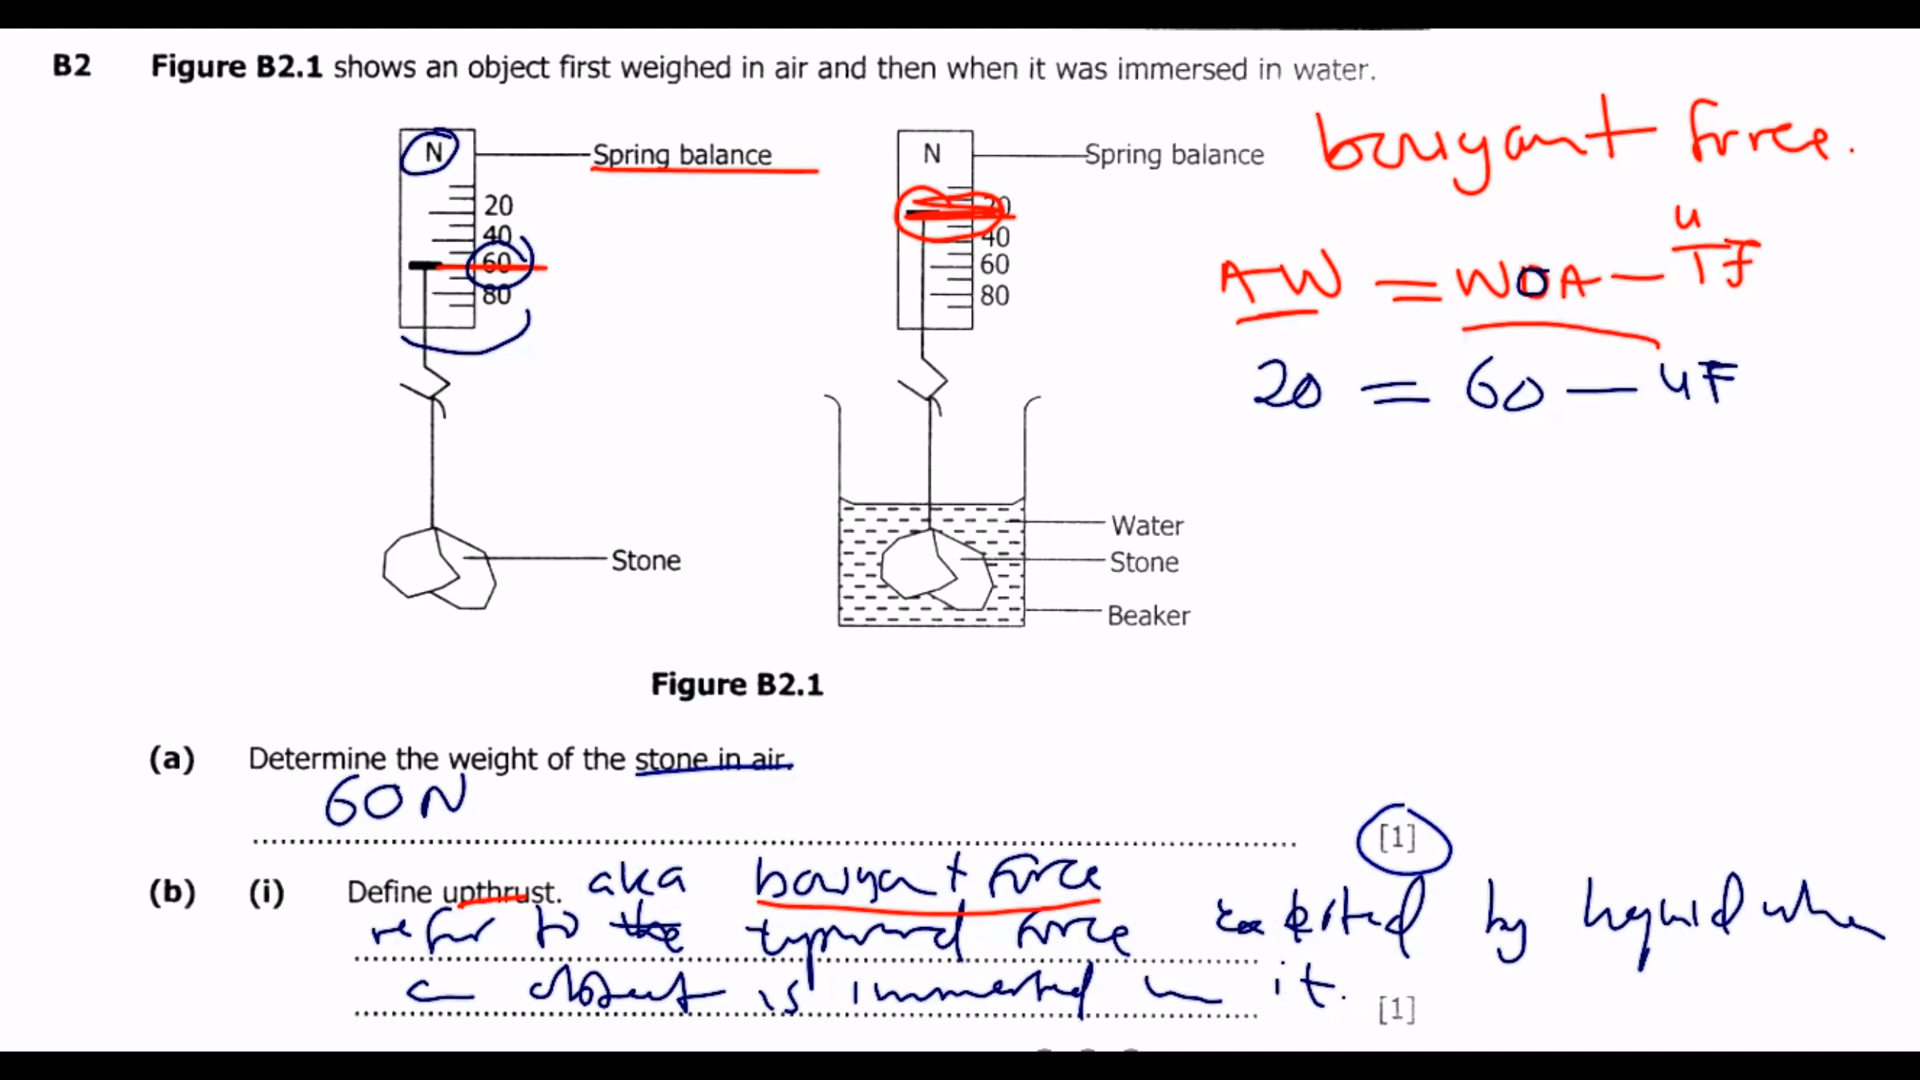 B2 Figure B2.1 shows an object first weighed in air and then when it was immersed in water.
bouyant force.
N Spring balance
20
40
60
80
N Spring balance
20
40
60
80
AW = WOA - UTF
20 = 60 - UF
Stone
Water
Stone
Beaker
Figure B2.1
(a) Determine the weight of the stone in air.
60N
[1]
(b) (i) Define upthrust. aka bouyant force
refer to the upward force exerted by liquid when
an object is immersed in it.
[1]